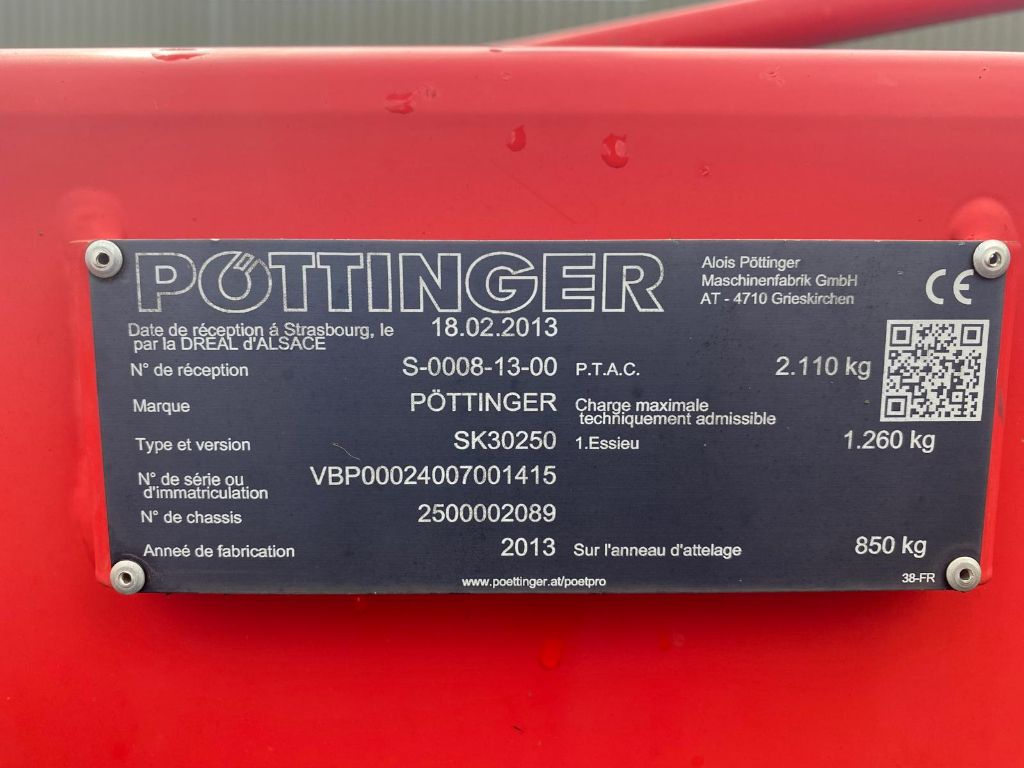 PÖTTINGER
Alois Pöttinger
Maschinenfabrik GmbH
AT - 4710 Grieskirchen
CE
Date de réception á Strasbourg, le 18.02.2013
par la DREAL d'ALSACE
N° de réception S-0008-13-00 P.T.A.C. 2.110 kg
Marque PÖTTINGER Charge maximale
techniquement admissible
Type et version SK30250 1.Essieu 1.260 kg
N° de série ou VBP00024007001415
d'immatriculation
N° de chassis 2500002089
Anneé de fabrication 2013 Sur l'anneau d'attelage 850 kg
www.poettinger.at/poetpro 38-FR